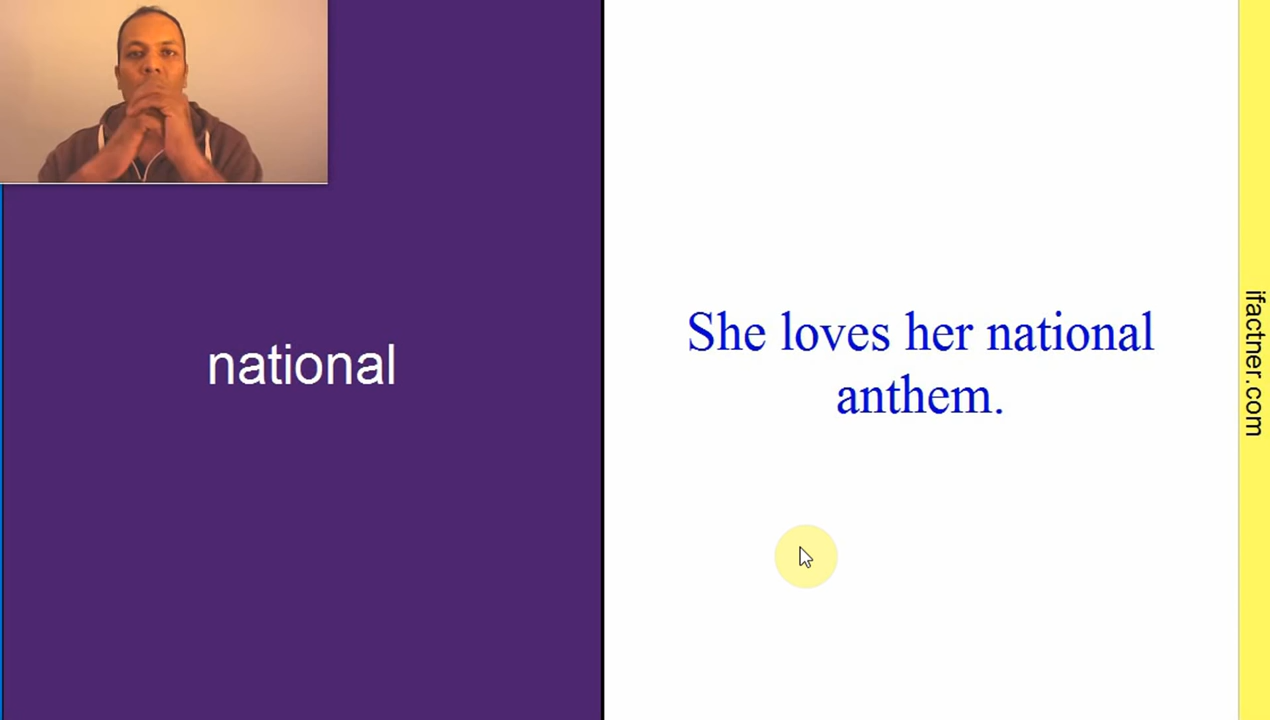 national
She loves her national
anthem.
ifactner.com